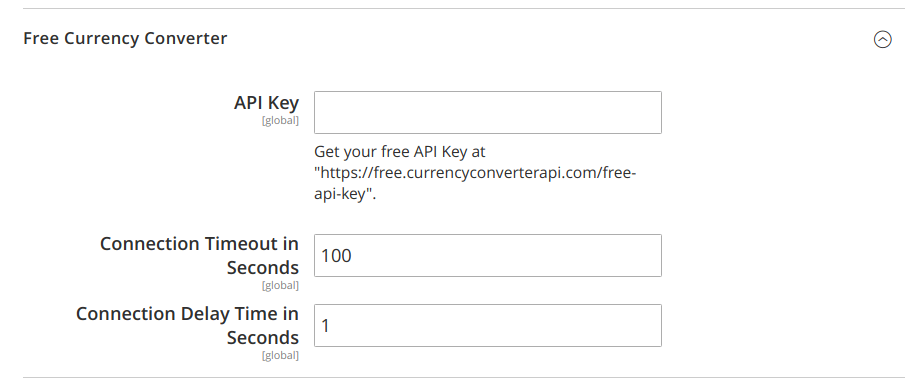 Free Currency Converter
API Key
[global]
Get your free API Key at
"https://free.currencyconverterapi.com/free-
api-key".
Connection Timeout in
Seconds
[global]
100
Connection Delay Time in
Seconds
[global]
1